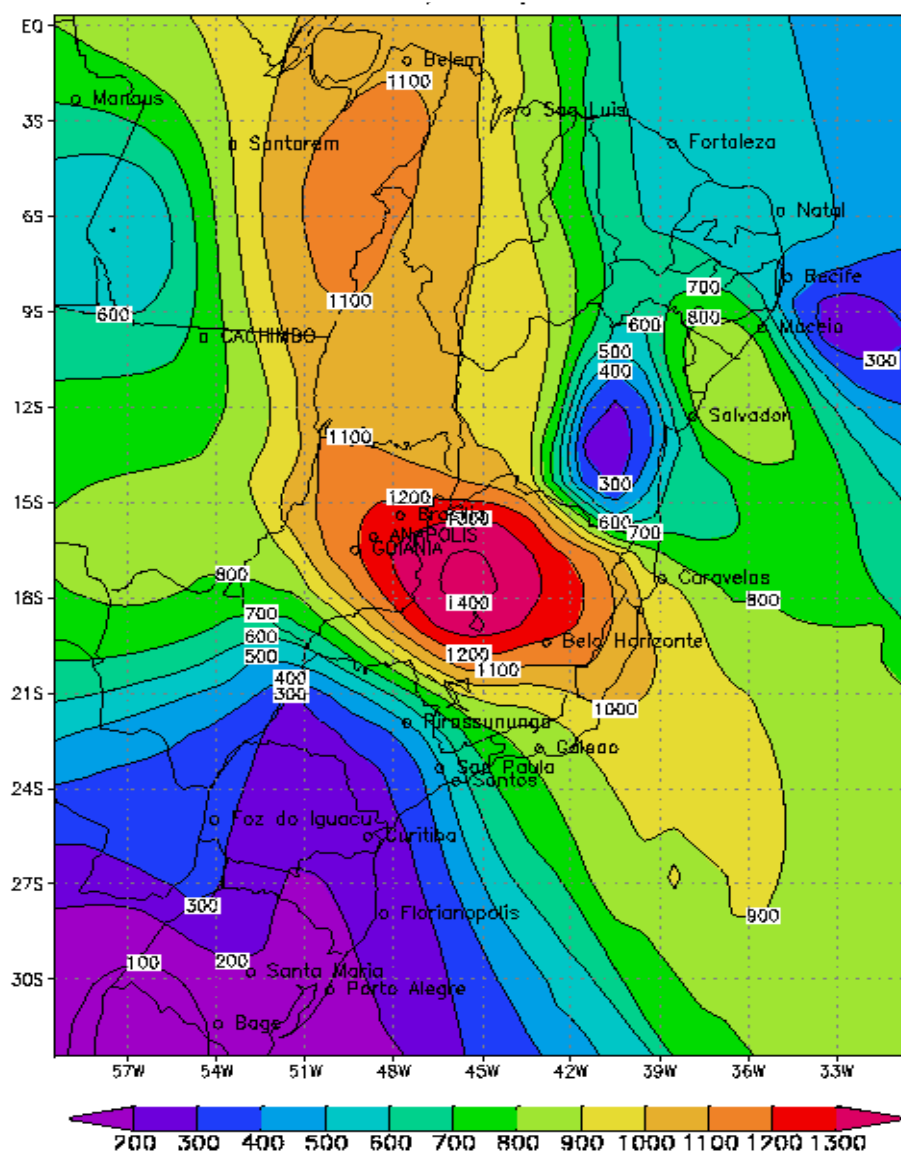 EQ
Belem
1100
Manaus
3S
Sao Luis
Santarem
Fortaleza
6S
Natal
Recife
700
1100
9S
600
800
Maceio
600
CACHIMBO
500
300
400
12S
Salvador
1100
300
15S
1200
Brasilia
1300
600
700
ANAPOLIS
GOIANIA
800
Caravelas
18S
1400
800
700
600
Belo Horizonte
500
1200
1100
400
300
21S
1000
Pirassununga
Galeao
Sao Paulo
24S
Santos
Foz do Iguacu
Curitiba
27S
300
Florianopolis
900
100
200
Santa Maria
30S
Porto Alegre
Bage
57W 54W 51W 48W 45W 42W 39W 36W 33W
200 300 400 500 600 700 800 900 1000 1100 1200 1300